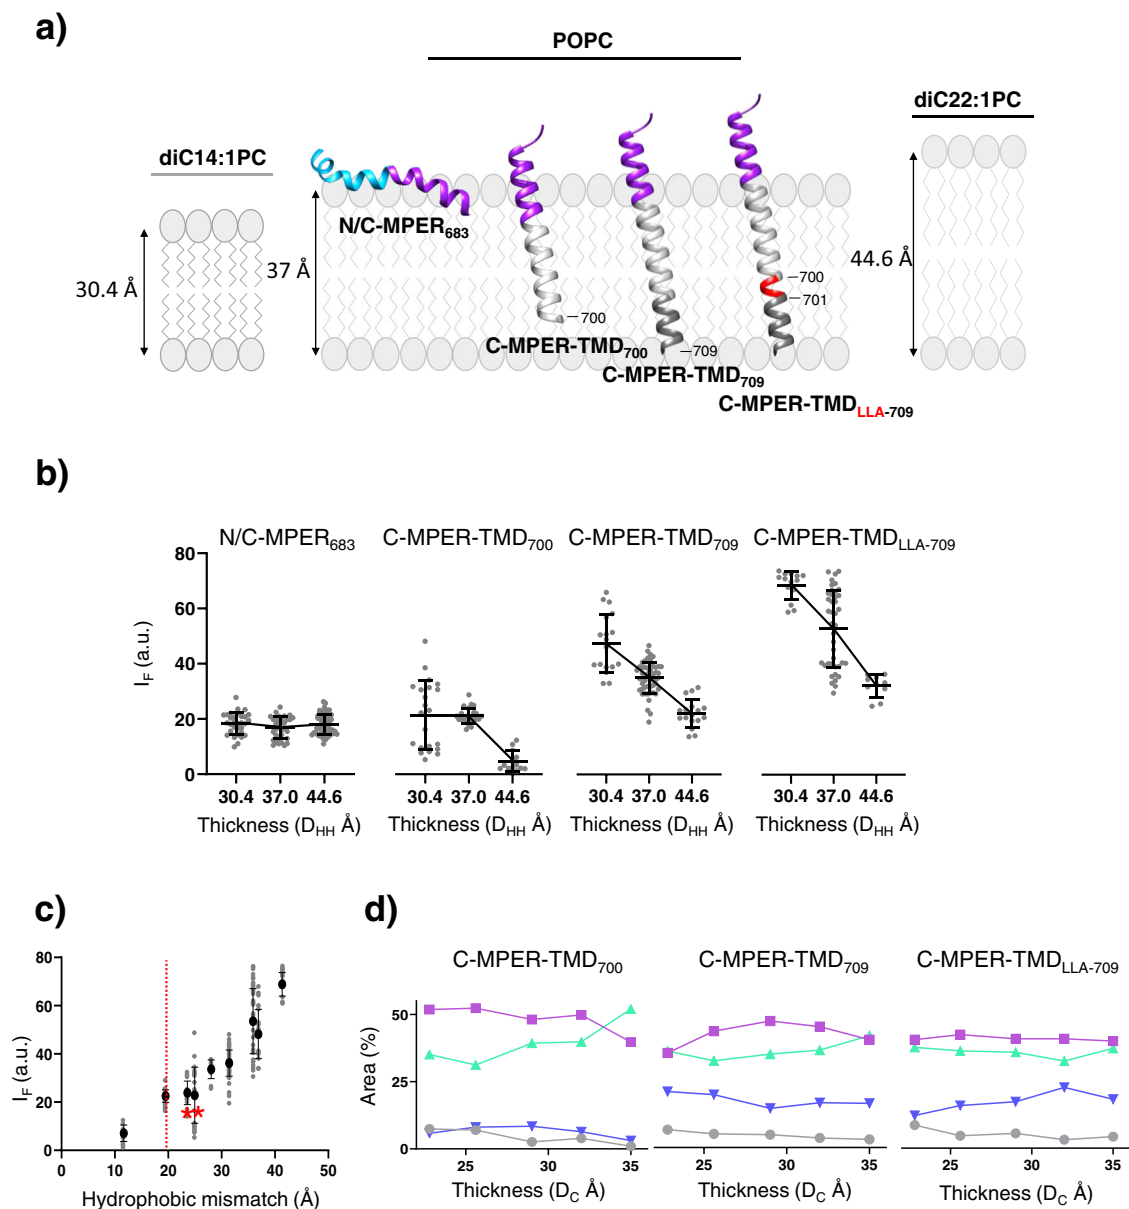 a)
POPC
diC22:1PC
diC14:1PC
N/C-MPER683
37 Å
44.6 Å
30.4 Å
700
701
700
C-MPER-TMD700
709
C-MPER-TMD709
C-MPER-TMDLLA-709
b)
N/C-MPER683 C-MPER-TMD700 C-MPER-TMD709 C-MPER-TMDLLA-709
80
60
40
20
0
IF (a.u.)
30.4 37.0 44.6 30.4 37.0 44.6 30.4 37.0 44.6 30.4 37.0 44.6
Thickness (DHH Å) Thickness (DHH Å) Thickness (DHH Å) Thickness (DHH Å)
c)
80
60
40
20
0
IF (a.u.)
**
0 10 20 30 40 50
Hydrophobic mismatch (Å)
d)
C-MPER-TMD700 C-MPER-TMD709 C-MPER-TMDLLA-709
50
25
0
Area (%)
25 30 35 25 30 35 25 30 35
Thickness (DC Å) Thickness (DC Å) Thickness (DC Å)